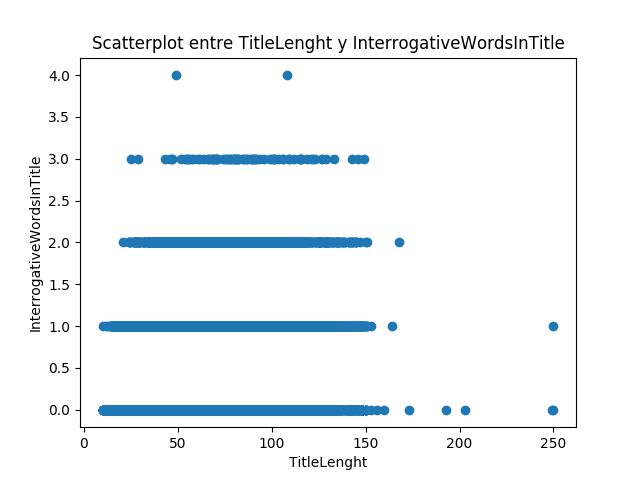 Scatterplot entre TitleLenght y InterrogativeWordsInTitle
4.0
3.5
3.0
2.5
2.0
1.5
1.0
0.5
0.0
InterrogativeWordsInTitle
0 50 100 150 200 250
TitleLenght